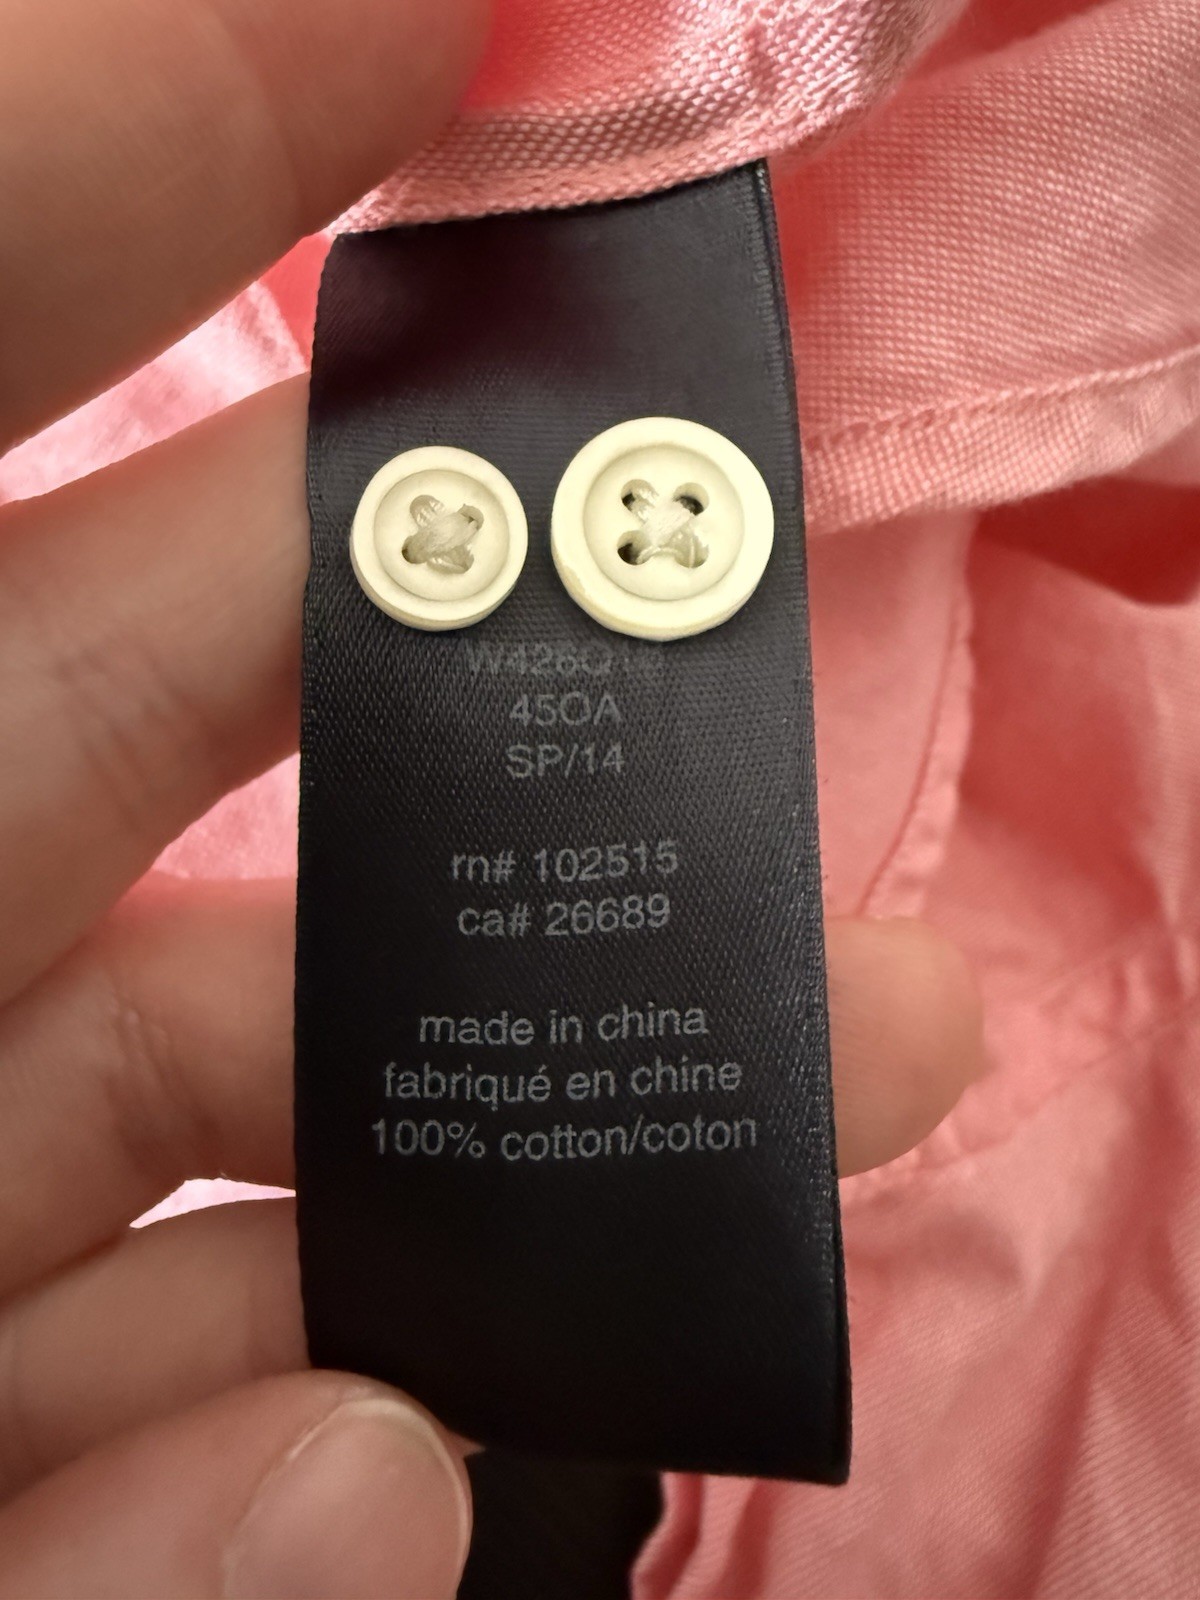 45OA
SP/14
rn# 102515
ca# 26689
made in china
fabriqué en chine
100% cotton/coton